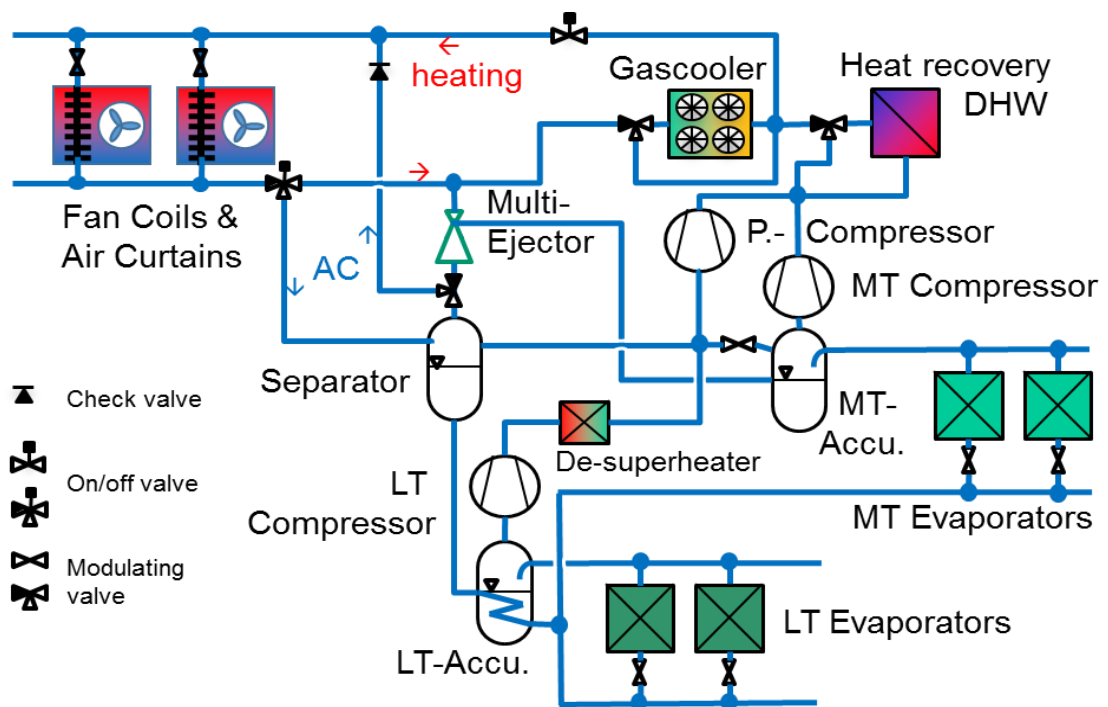 heating
Gascooler
Heat recovery
DHW
Fan Coils &
Air Curtains
AC
Multi-
Ejector
P.- Compressor
MT Compressor
Separator
MT-
Accu.
De-superheater
LT
Compressor
MT Evaporators
LT Evaporators
LT-Accu.
Check valve
On/off valve
Modulating
valve